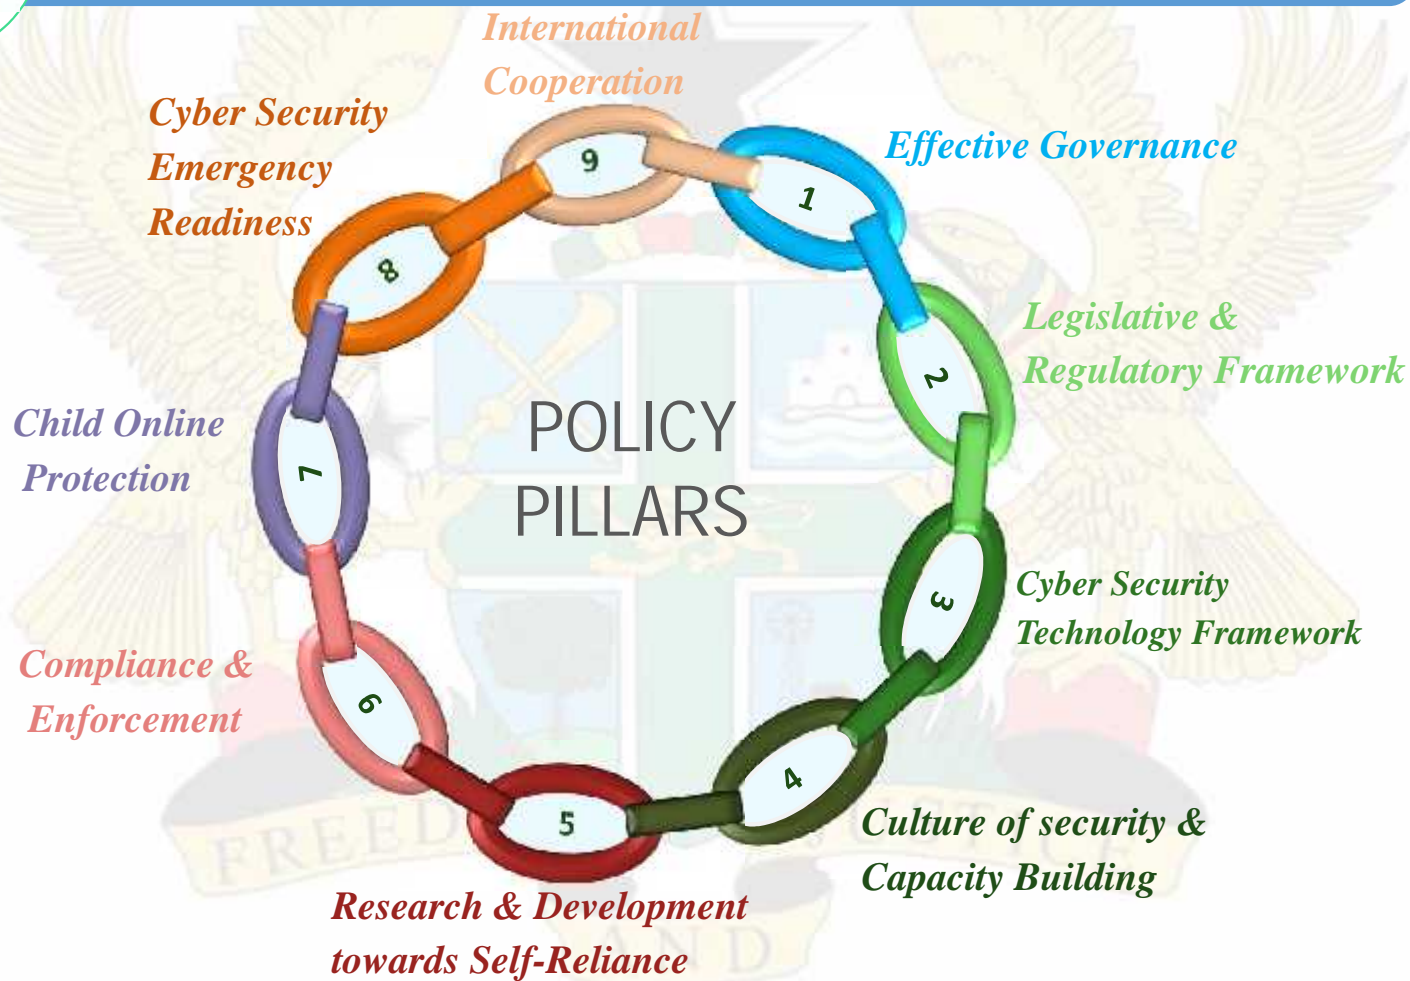 International
Cooperation
9
Effective Governance
1
Legislative &
Regulatory Framework
2
Cyber Security
Technology Framework
3
Culture of security &
Capacity Building
4
Research & Development
towards Self-Reliance
5
Compliance &
Enforcement
6
Child Online
Protection
7
Cyber Security
Emergency
Readiness
8
POLICY
PILLARS
AND